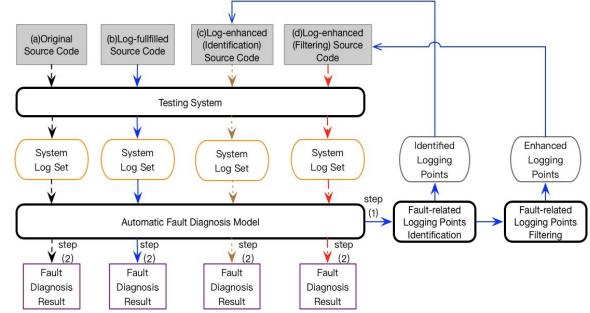 (a)Original
Source Code
(b)Log-fullfilled
Source Code
(c)Log-enhanced
(Identification)
Source Code
(d)Log-enhanced
(Filtering) Source
Code
Testing System
System
Log Set
System
Log Set
System
Log Set
System
Log Set
Identified
Logging
Points
Enhanced
Logging
Points
step
(1)
Automatic Fault Diagnosis Model
Fault-related
Logging Points
Identification
Fault-related
Logging Points
Filtering
step
(2)
step
(2)
step
(2)
step
(2)
Fault
Diagnosis
Result
Fault
Diagnosis
Result
Fault
Diagnosis
Result
Fault
Diagnosis
Result